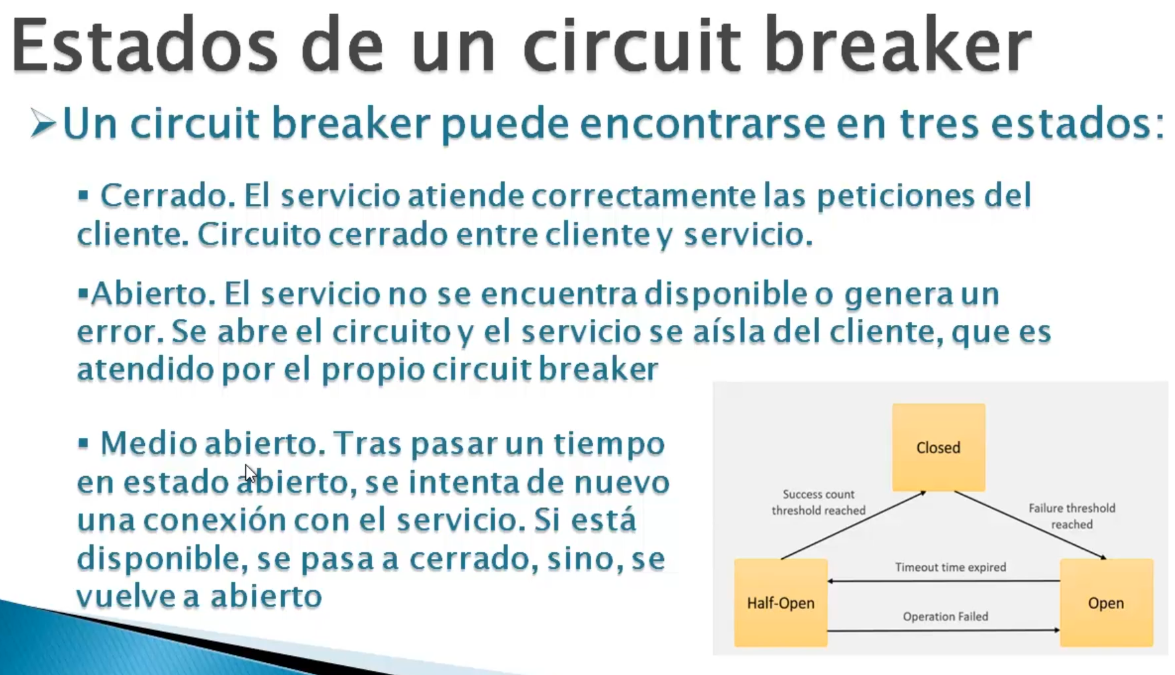 Estados de un circuit breaker
Un circuit breaker puede encontrarse en tres estados:
Cerrado. El servicio atiende correctamente las peticiones del
cliente. Circuito cerrado entre cliente y servicio.
Abierto. El servicio no se encuentra disponible o genera un
error. Se abre el circuito y el servicio se aísla del cliente, que es
atendido por el propio circuit breaker
Medio abierto. Tras pasar un tiempo
en estado abierto, se intenta de nuevo
una conexión con el servicio. Si está
disponible, se pasa a cerrado, sino, se
vuelve a abierto
Closed
Success count
threshold reached
Failure threshold
reached
Timeout time expired
Half-Open
Open
Operation Failed